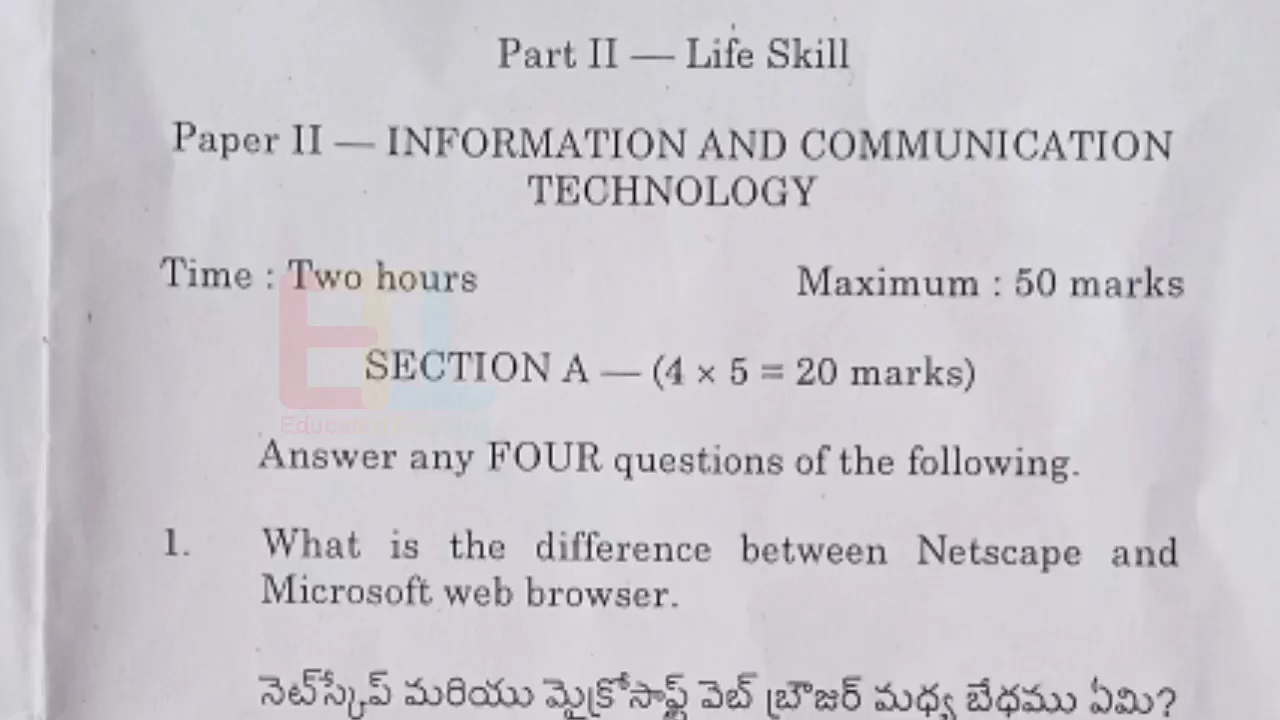 Part II — Life Skill
Paper II — INFORMATION AND COMMUNICATION
TECHNOLOGY
Time : Two hours
Maximum : 50 marks
SECTION A — (4 × 5 = 20 marks)
Answer any FOUR questions of the following.
1. What is the difference between Netscape and
Microsoft web browser.
నెట్‌స్కేప్ మరియు మైక్రోసాఫ్ట్ వెబ్ బ్రౌజర్ మధ్య బేధము ఏమి?